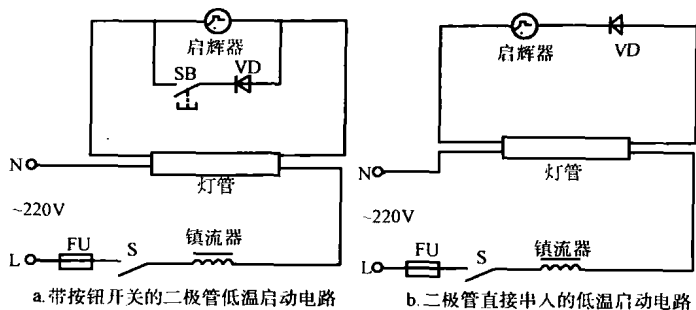 启辉器
SB
VD
N
灯管
~220V
L
FU
S
镇流器
a.带按钮开关的二极管低温启动电路
启辉器
VD
N
灯管
~220V
L
FU
S
镇流器
b.二极管直接串入的低温启动电路